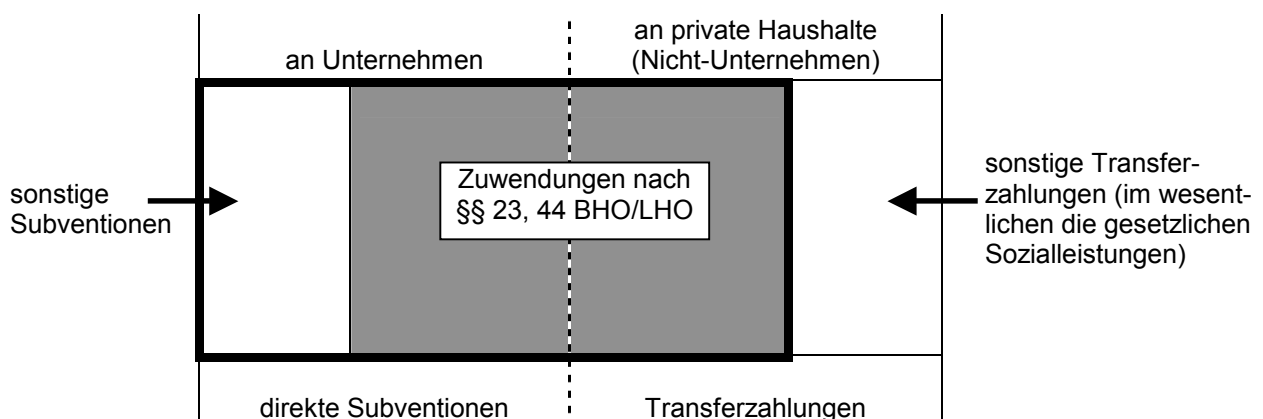 an Unternehmen
an private Haushalte
(Nicht-Unternehmen)
sonstige
Subventionen
Zuwendungen nach
§§ 23, 44 BHO/LHO
sonstige Transfer-
zahlungen (im wesent-
lichen die gesetzlichen
Sozialleistungen)
direkte Subventionen
Transferzahlungen